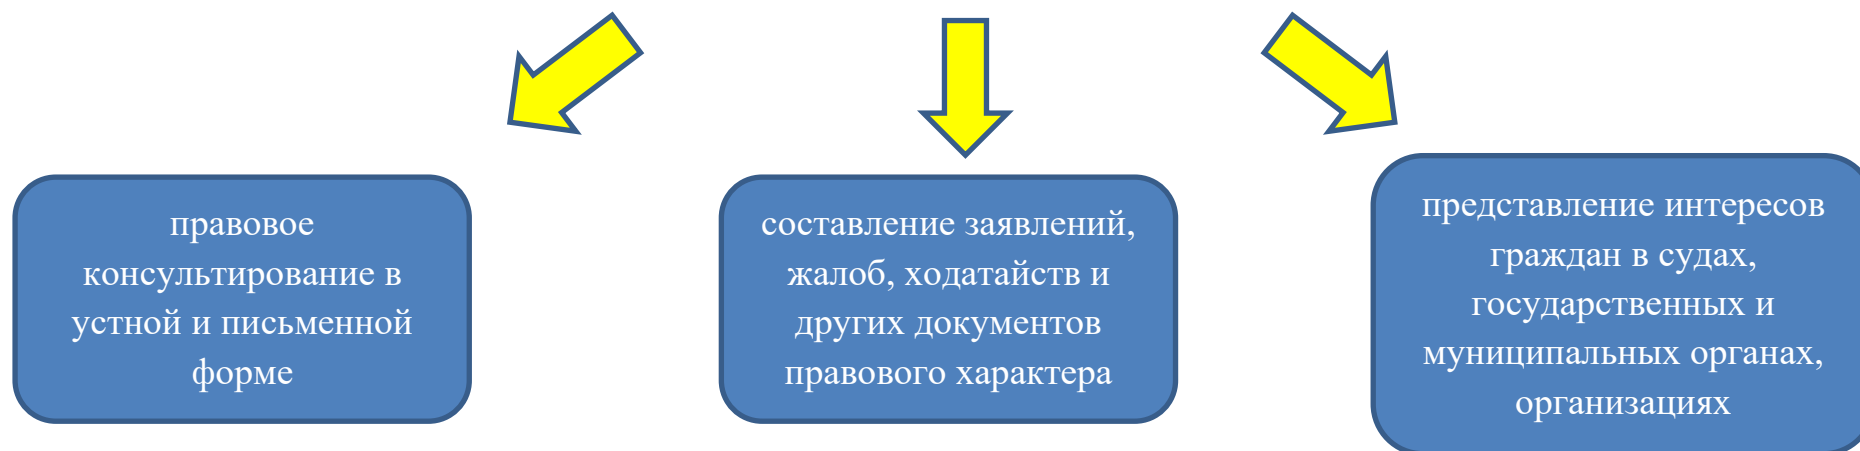 правовое
консультирование в
устной и письменной
форме
составление заявлений,
жалоб, ходатайств и
других документов
правового характера
представление интересов
граждан в судах,
государственных и
муниципальных органах,
организациях